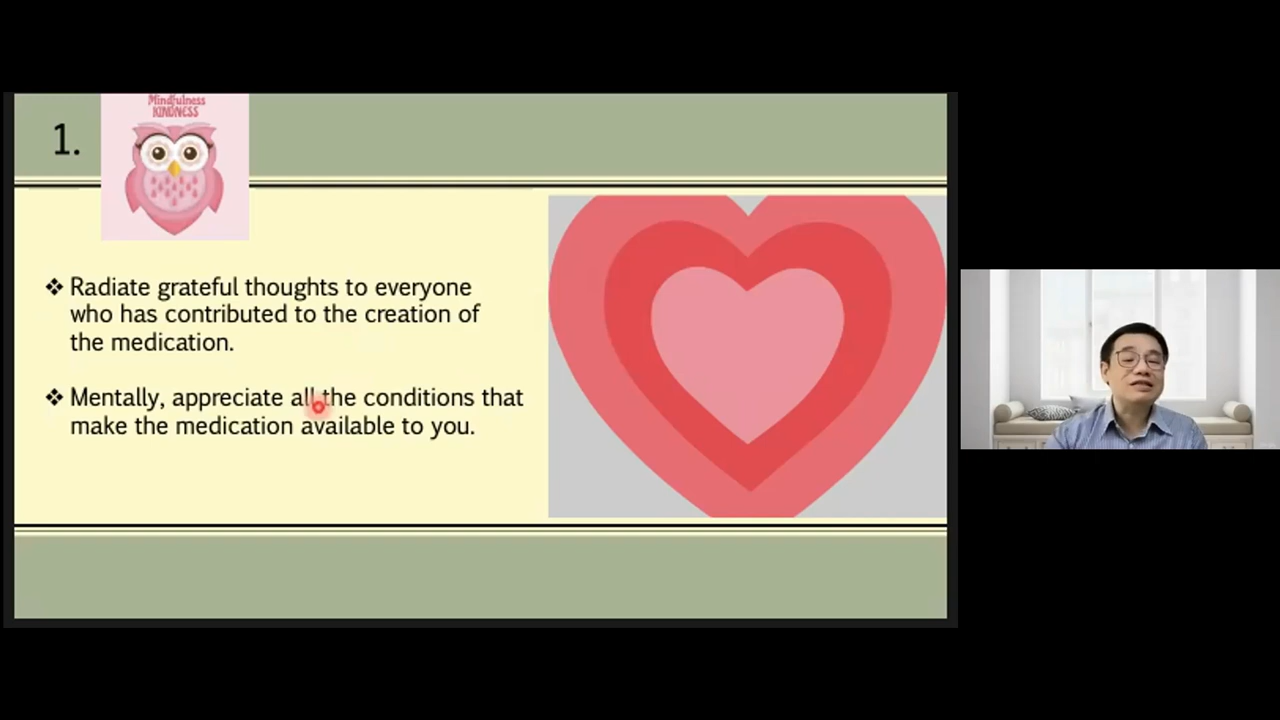 Mindfulness
KINDNESS
1.
❖ Radiate grateful thoughts to everyone
who has contributed to the creation of
the medication.
❖ Mentally, appreciate all the conditions that
make the medication available to you.